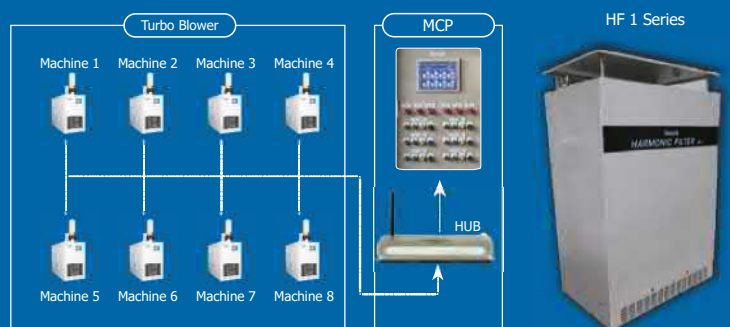 Turbo Blower
MCP
HF 1 Series
Machine 1
Machine 2
Machine 3
Machine 4
HUB
Machine 5
Machine 6
Machine 7
Machine 8
HARMONIC FILTER